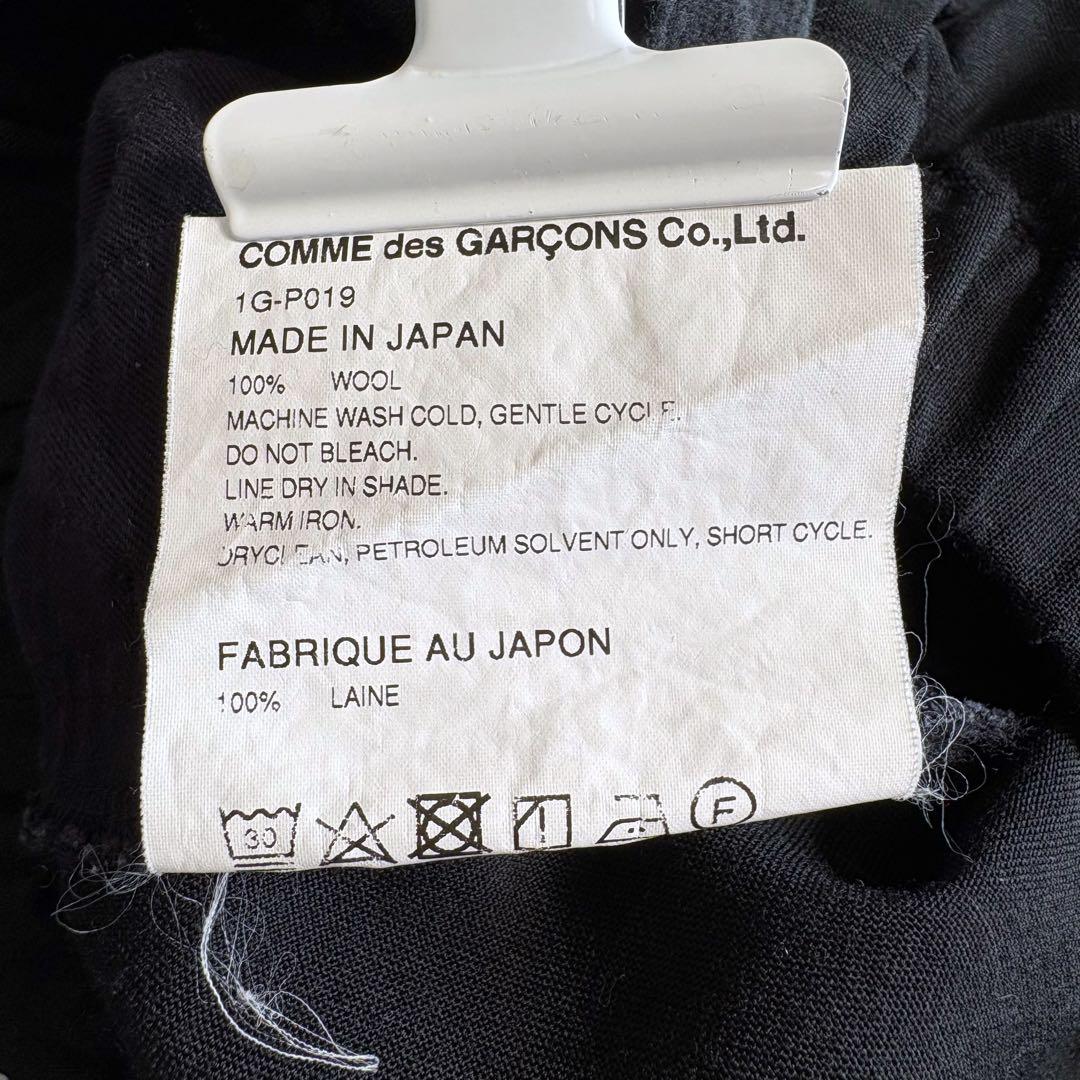 COMME des GARÇONS Co.,Ltd.
1G-P019
MADE IN JAPAN
100% WOOL
MACHINE WASH COLD, GENTLE CYCLE.
DO NOT BLEACH.
LINE DRY IN SHADE.
WARM IRON.
DRYCLEAN, PETROLEUM SOLVENT ONLY, SHORT CYCLE.
FABRIQUE AU JAPON
100% LAINE
30 F